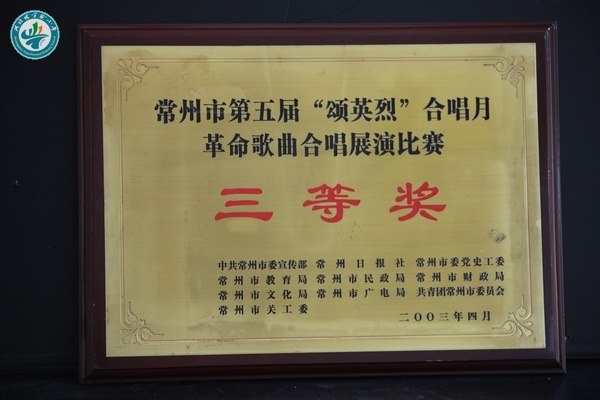 常州市第五届“颂英烈”合唱月
革命歌曲合唱展演比赛
三等奖
中共常州市委宣传部 常州日报社 常州市委党史工委
常州市教育局 常州市民政局 常州市财政局
常州市文化局 常州市广电局 共青团常州市委员会
常州市关工委
二〇〇三年四月